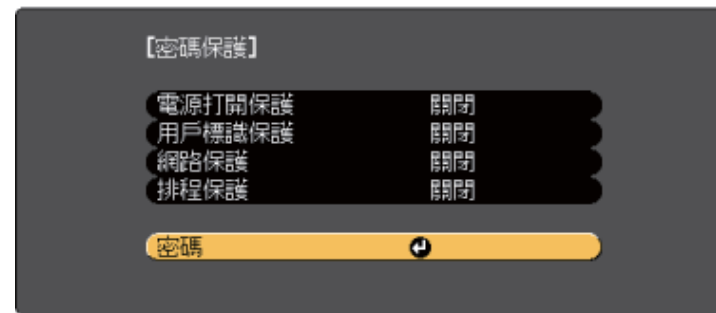 【密碼保護】
電源打開保護 關閉
用戶標識保護 關閉
網路保護 關閉
排程保護 關閉
密碼